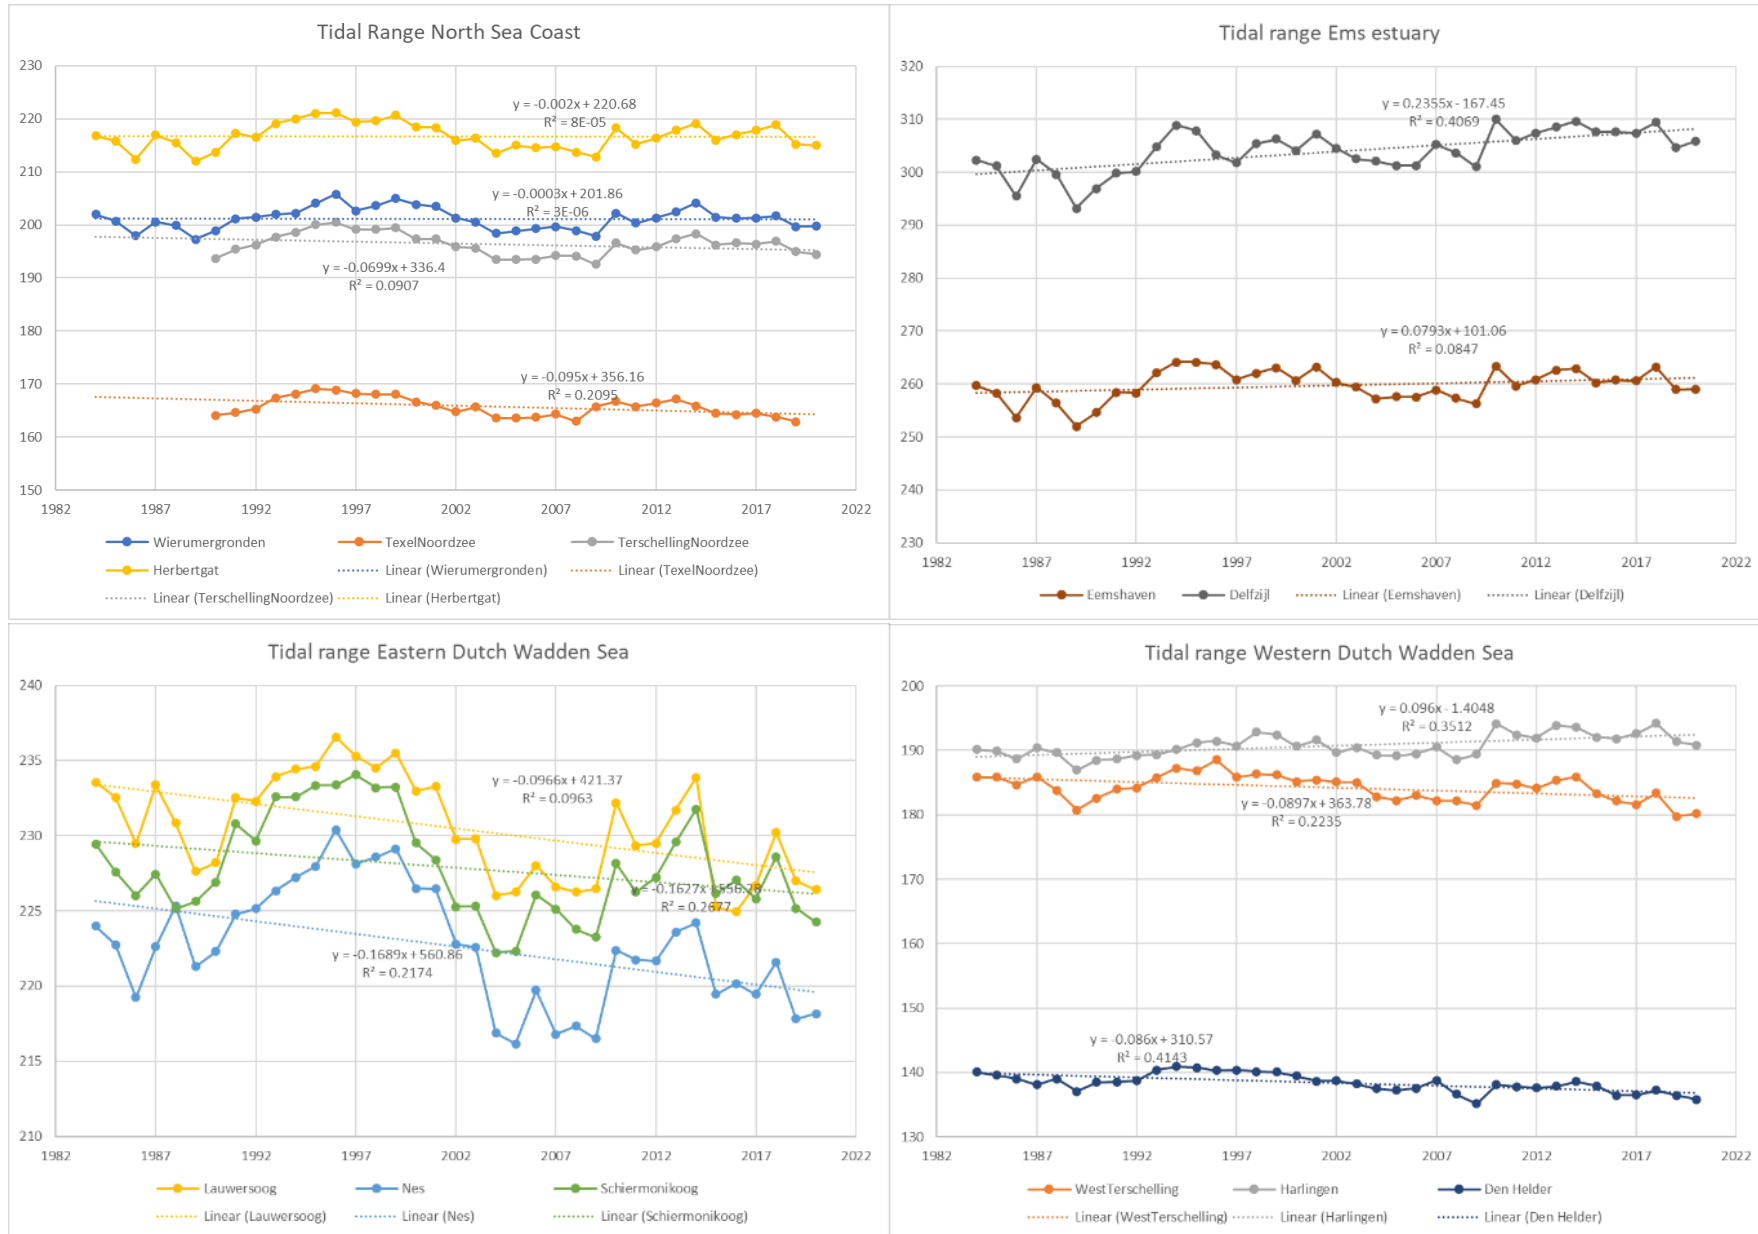 Tidal Range North Sea Coast
230
220
210
200
190
180
170
160
150
y = -0.002x + 220.68
R² = 8E-05
y = -0.0003x + 201.86
R² = 3E-06
y = -0.0699x + 336.4
R² = 0.0907
y = -0.095x + 356.16
R² = 0.2095
1982 1987 1992 1997 2002 2007 2012 2017 2022
Wierumergronden TexelNoordzee TerschellingNoordzee
Herbertgat Linear (Wierumergronden) Linear (TexelNoordzee)
Linear (TerschellingNoordzee) Linear (Herbertgat)
Tidal range Ems estuary
320
310
300
290
280
270
260
250
240
230
y = 0.2355x - 167.45
R² = 0.4069
y = 0.0793x + 101.06
R² = 0.0847
1982 1987 1992 1997 2002 2007 2012 2017 2022
Eemshaven Delfzijl Linear (Eemshaven) Linear (Delfzijl)
Tidal range Eastern Dutch Wadden Sea
240
235
230
225
220
215
210
y = -0.0966x + 421.37
R² = 0.0963
y = -0.1627x + 556.28
R² = 0.2677
y = -0.1689x + 560.86
R² = 0.2174
1982 1987 1992 1997 2002 2007 2012 2017 2022
Lauwersoog Nes Schiermonikoog
Linear (Lauwersoog) Linear (Nes) Linear (Schiermonikoog)
Tidal range Western Dutch Wadden Sea
200
190
180
170
160
150
140
130
y = 0.096x - 1.4048
R² = 0.3512
y = -0.0897x + 363.78
R² = 0.2235
y = -0.086x + 310.57
R² = 0.4143
1982 1987 1992 1997 2002 2007 2012 2017 2022
WestTerschelling Harlingen Den Helder
Linear (WestTerschelling) Linear (Harlingen) Linear (Den Helder)